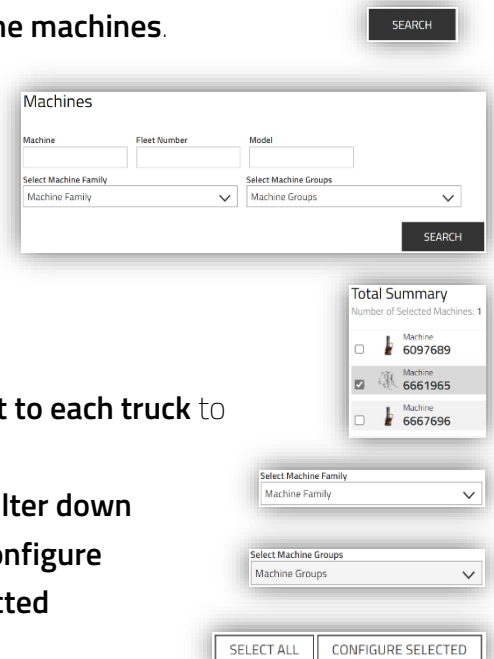 ne machines.
SEARCH
Machines
Machine Fleet Number Model
Select Machine Family Select Machine Groups
Machine Family Machine Groups
SEARCH
Total Summary
Number of Selected Machines: 1
Machine
6097689
Machine
6661965
Machine
6667696
t to each truck to
Select Machine Family
Machine Family
lter down
onfigure
Select Machine Groups
Machine Groups
cted
SELECT ALL CONFIGURE SELECTED